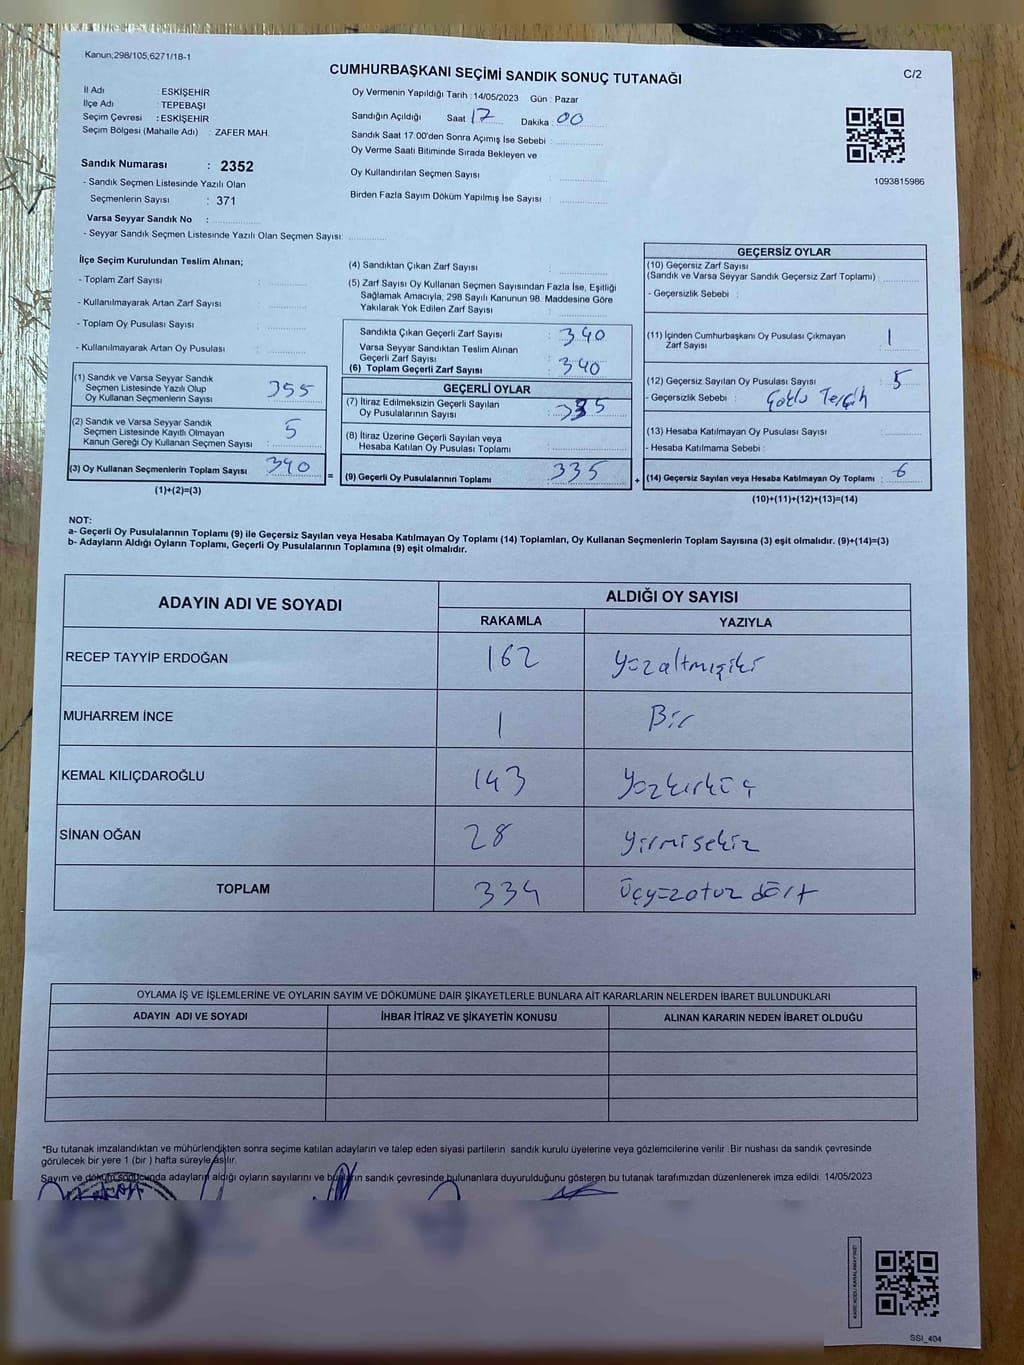 Kanun;298/105,6271/18-1
CUMHURBAŞKANI SEÇİMİ SANDIK SONUÇ TUTANAĞI
C/2
İl Adı : ESKİŞEHİR
İlçe Adı : TEPEBAŞI
Seçim Çevresi : ESKİŞEHİR
Seçim Bölgesi (Mahalle Adı) : ZAFER MAH.
Oy Vermenin Yapıldığı Tarih : 14/05/2023 Gün : Pazar
Sandığın Açıldığı Saat 17 Dakika : 00
Sandık Saat 17:00'den Sonra Açımış İse Sebebi :
Oy Verme Saati Bitiminde Sırada Bekleyen ve
Oy Kullandırılan Seçmen Sayısı :
Birden Fazla Sayım Döküm Yapılmış İse Sayısı :
1093815986
Sandık Numarası : 2352
- Sandık Seçmen Listesinde Yazılı Olan
Seçmenlerin Sayısı : 371
Varsa Seyyar Sandık No :
- Seyyar Sandık Seçmen Listesinde Yazılı Olan Seçmen Sayısı:
İlçe Seçim Kurulundan Teslim Alınan;
- Toplam Zarf Sayısı :
- Kullanılmayarak Artan Zarf Sayısı :
- Toplam Oy Pusulası Sayısı :
- Kullanılmayarak Artan Oy Pusulası :
(1) Sandık ve Varsa Seyyar Sandık
Seçmen Listesinde Yazılı Olup
Oy Kullanan Seçmenlerin Sayısı : 355
(2) Sandık ve Varsa Seyyar Sandık
Seçmen Listesinde Kayıtlı Olmayan
Kanun Gereği Oy Kullanan Seçmen Sayısı : 5
(3) Oy Kullanan Seçmenlerin Toplam Sayısı : 340
(1)+(2)=(3)
(4) Sandıktan Çıkan Zarf Sayısı :
(5) Zarf Sayısı Oy Kullanan Seçmen Sayısından Fazla İse, Eşitliği
Sağlamak Amacıyla; 298 Sayılı Kanunun 98. Maddesine Göre
Yakılarak Yok Edilen Zarf Sayısı :
Sandıkta Çıkan Geçerli Zarf Sayısı : 340
Varsa Seyyar Sandıktan Teslim Alınan
Geçerli Zarf Sayısı :
(6) Toplam Geçerli Zarf Sayısı : 340
GEÇERLİ OYLAR
(7) İtiraz Edilmeksizin Geçerli Sayılan
Oy Pusulalarının Sayısı : 335
(8) İtiraz Üzerine Geçerli Sayılan veya
Hesaba Katılan Oy Pusulaları Toplamı :
= (9) Geçerli Oy Pusulalarının Toplamı : 335
GEÇERSİZ OYLAR
(10) Geçersiz Zarf Sayısı
(Sandık ve Varsa Seyyar Sandık Geçersiz Zarf Toplamı) :
- Geçersizlik Sebebi :
(11) İçinden Cumhurbaşkanı Oy Pusulası Çıkmayan
Zarf Sayısı : 1
(12) Geçersiz Sayılan Oy Pusulası Sayısı : 5
- Geçersizlik Sebebi : Çoklu Tercih
(13) Hesaba Katılmayan Oy Pusulası Sayısı :
- Hesaba Katılmama Sebebi :
+ (14) Geçersiz Sayılan veya Hesaba Katılmayan Oy Toplamı : 6
(10)+(11)+(12)+(13)=(14)
NOT:
a- Geçerli Oy Pusulalarının Toplamı (9) ile Geçersiz Sayılan veya Hesaba Katılmayan Oy Toplamı (14) Toplamları, Oy Kullanan Seçmenlerin Toplam Sayısına (3) eşit olmalıdır. (9)+(14)=(3)
b- Adayların Aldığı Oyların Toplamı, Geçerli Oy Pusulalarının Toplamına (9) eşit olmalıdır.
ADAYIN ADI VE SOYADI
ALDIĞI OY SAYISI
RAKAMLA YAZIYLA
RECEP TAYYİP ERDOĞAN 162 Yüzaltmışiki
MUHARREM İNCE 1 Bir
KEMAL KILIÇDAROĞLU 143 Yüzkırküç
SİNAN OĞAN 28 Yirmisekiz
TOPLAM 334 Üçyüzotuz dört
OYLAMA İŞ VE İŞLEMLERİNE VE OYLARIN SAYIM VE DÖKÜMÜNE DAİR ŞİKAYETLERLE BUNLARA AİT KARARLARIN NELERDEN İBARET BULUNDUKLARI
ADAYIN ADI VE SOYADI İHBAR İTİRAZ VE ŞİKAYETİN KONUSU ALINAN KARARIN NEDEN İBARET OLDUĞU
*Bu tutanak imzalandıktan ve mühürlendikten sonra seçime katılan adayların ve talep eden siyasi partilerin sandık kurulu üyelerine veya gözlemcilerine verilir. Bir nüshası da sandık çevresinde
görülecek bir yere 1 (bir ) hafta süreyle asılır.
Sayım ve döküm sonucunda adayların aldığı oyların sayılarını ve bunların sandık çevresinde bulunanlara duyurulduğunu gösteren bu tutanak tarafımızdan düzenlenerek imza edildi. 14/05/2023
KARE KODU KARALAMAYINIZ!
SSI_404